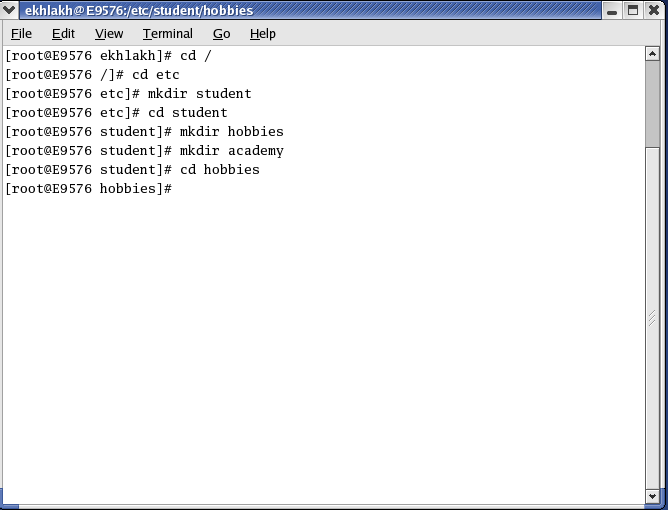 ekhlakh@E9576:/etc/student/hobbies
File Edit View Terminal Go Help
[root@E9576 ekhlakh]# cd /
[root@E9576 /]# cd etc
[root@E9576 etc]# mkdir student
[root@E9576 etc]# cd student
[root@E9576 student]# mkdir hobbies
[root@E9576 student]# mkdir academy
[root@E9576 student]# cd hobbies
[root@E9576 hobbies]#